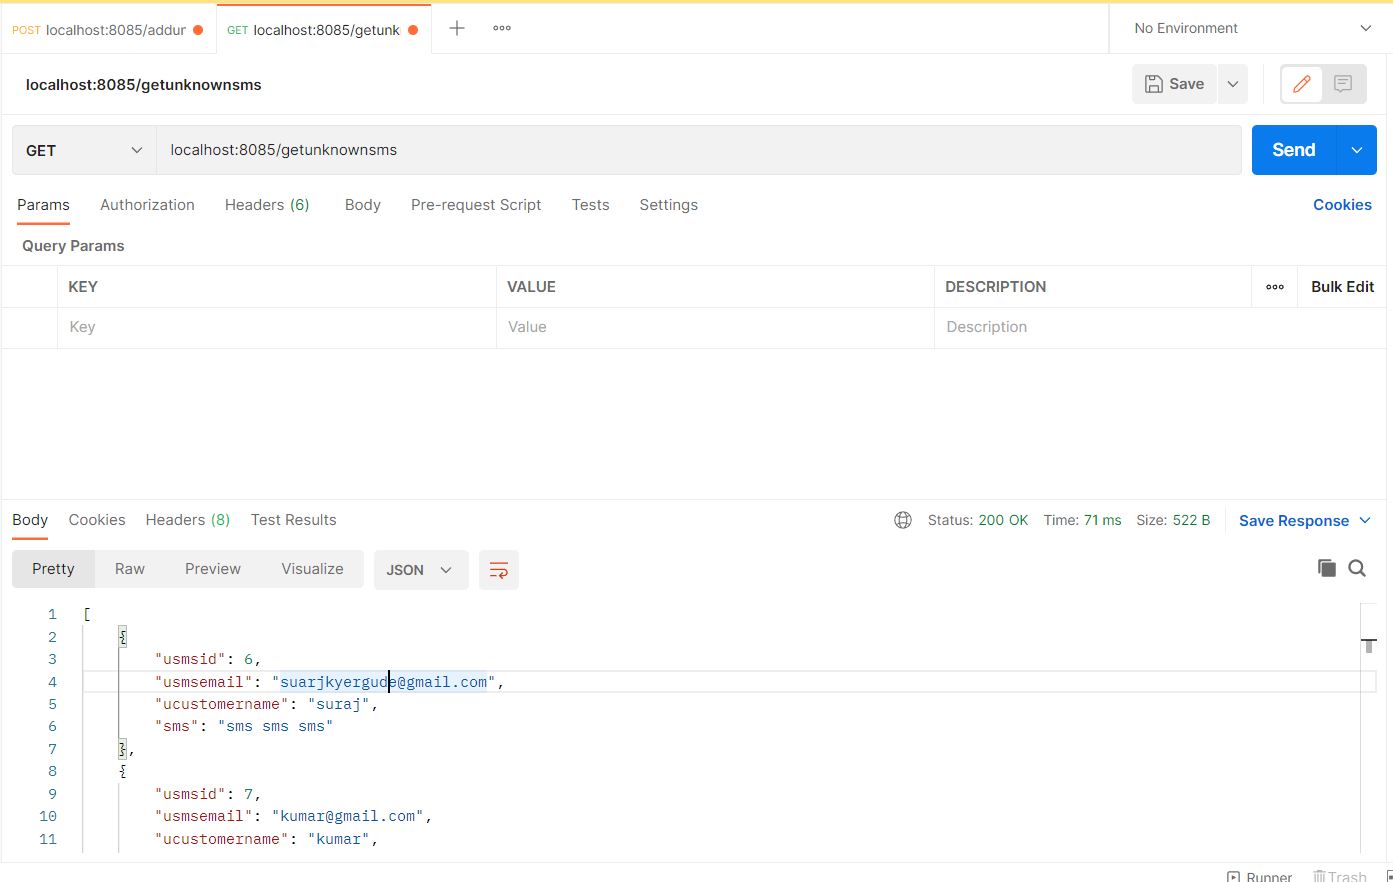 POST localhost:8085/addur GET localhost:8085/getunk No Environment
localhost:8085/getunknownsms Save
GET localhost:8085/getunknownsms Send
Params Authorization Headers (6) Body Pre-request Script Tests Settings Cookies
Query Params
KEY VALUE DESCRIPTION Bulk Edit
Key Value Description
Body Cookies Headers (8) Test Results Status: 200 OK Time: 71 ms Size: 522 B Save Response
Pretty Raw Preview Visualize JSON
1 [
2 {
3 "usmsid": 6,
4 "usmsemail": "suarjkyergude@gmail.com",
5 "ucustomername": "suraj",
6 "sms": "sms sms sms"
7 },
8 {
9 "usmsid": 7,
10 "usmsemail": "kumar@gmail.com",
11 "ucustomername": "kumar",
Runner Trash